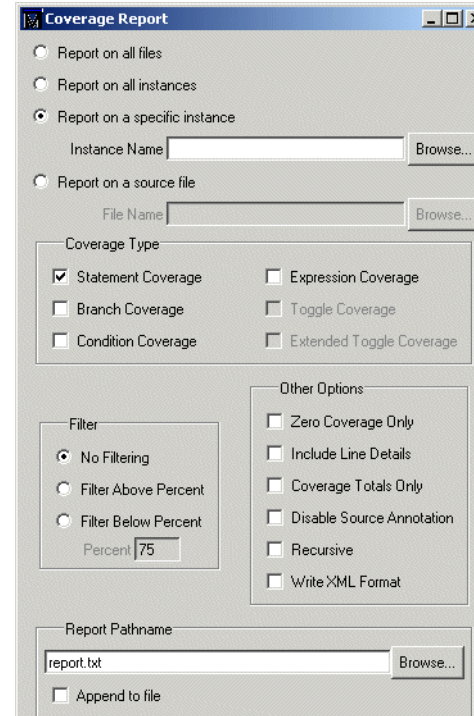 Coverage Report
Report on all files
Report on all instances
Report on a specific instance
Instance Name Browse...
Report on a source file
File Name Browse...
Coverage Type
Statement Coverage Expression Coverage
Branch Coverage Toggle Coverage
Condition Coverage Extended Toggle Coverage
Filter
No Filtering
Filter Above Percent
Filter Below Percent
Percent 75
Other Options
Zero Coverage Only
Include Line Details
Coverage Totals Only
Disable Source Annotation
Recursive
Write XML Format
Report Pathname
report.txt Browse...
Append to file